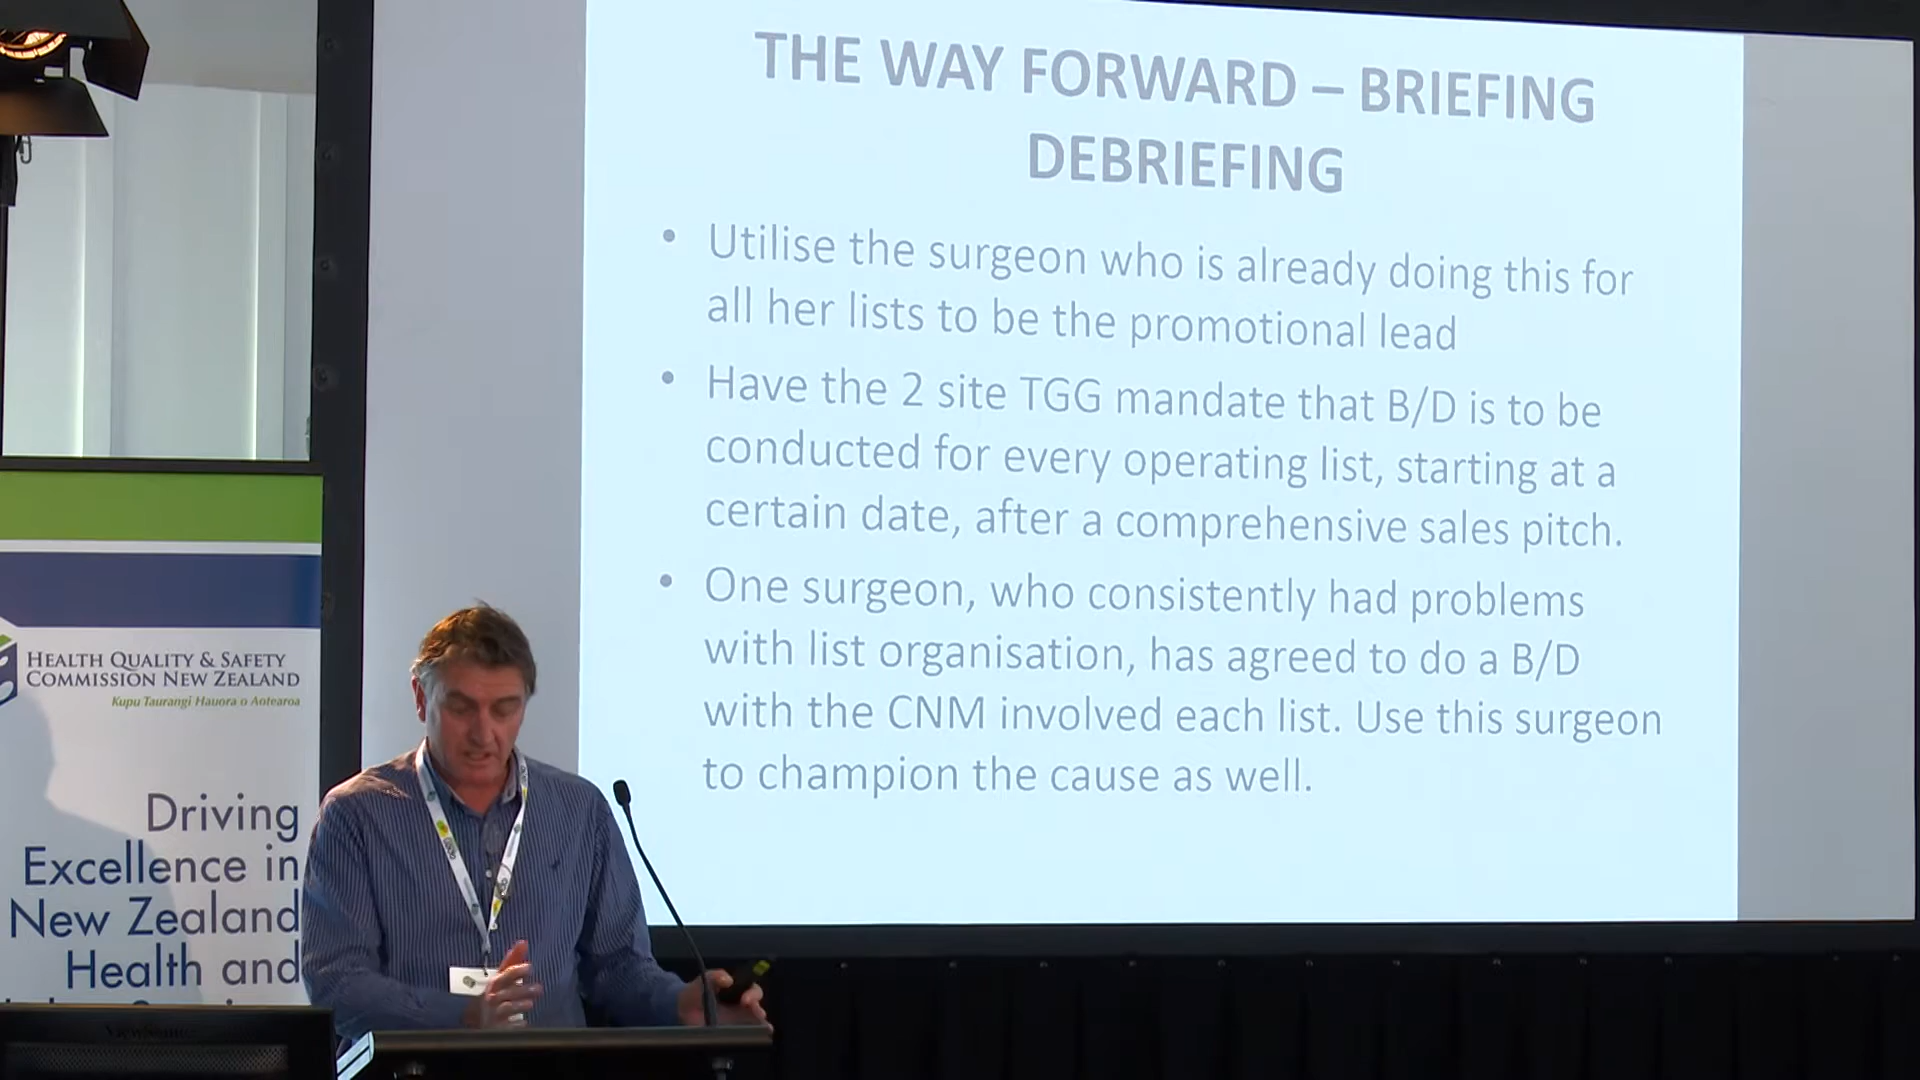 THE WAY FORWARD – BRIEFING
DEBRIEFING
• Utilise the surgeon who is already doing this for
all her lists to be the promotional lead
• Have the 2 site TGG mandate that B/D is to be
conducted for every operating list, starting at a
certain date, after a comprehensive sales pitch.
• One surgeon, who consistently had problems
with list organisation, has agreed to do a B/D
with the CNM involved each list. Use this surgeon
to champion the cause as well.
HEALTH QUALITY & SAFETY
COMMISSION NEW ZEALAND
Kupu Taurangi Hauora o Aotearoa
Driving
Excellence in
New Zealand
Health and